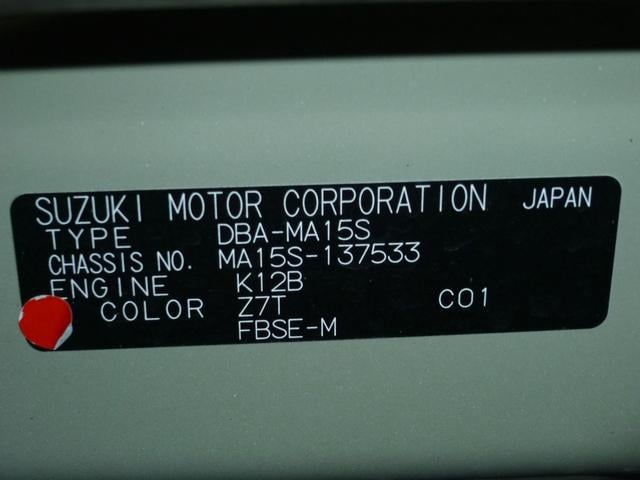 SUZUKI MOTOR CORPORATION JAPAN
TYPE DBA-MA15S
CHASSIS NO. MA15S-137533
ENGINE K12B
COLOR Z7T C01
FBSE-M